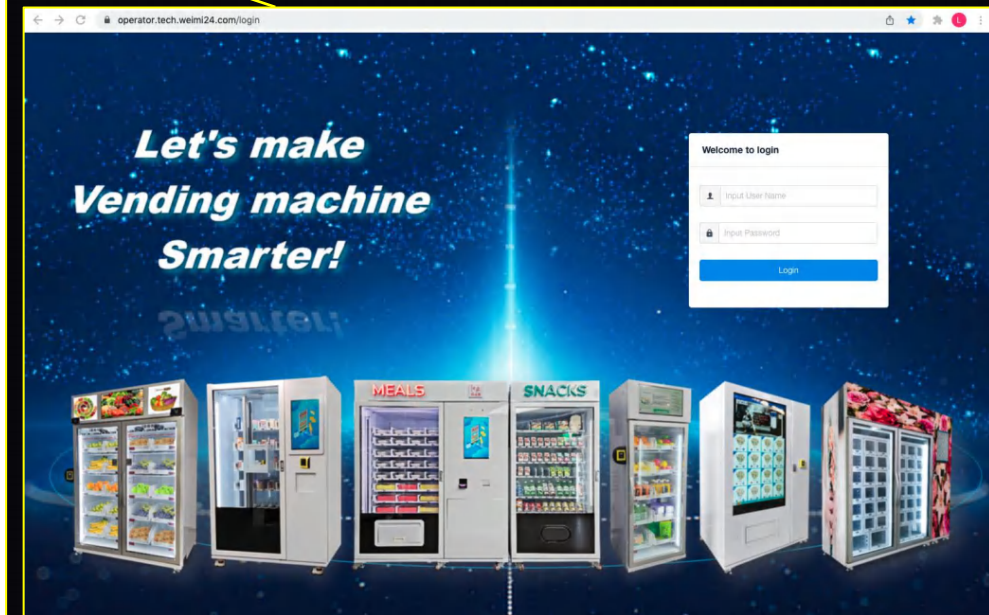 operator.tech.weimi24.com/login
L
Let's make
Vending machine
Smarter!
Welcome to login
Input User Name
Input Password
Login
Smarter!
MEALS
SNACKS